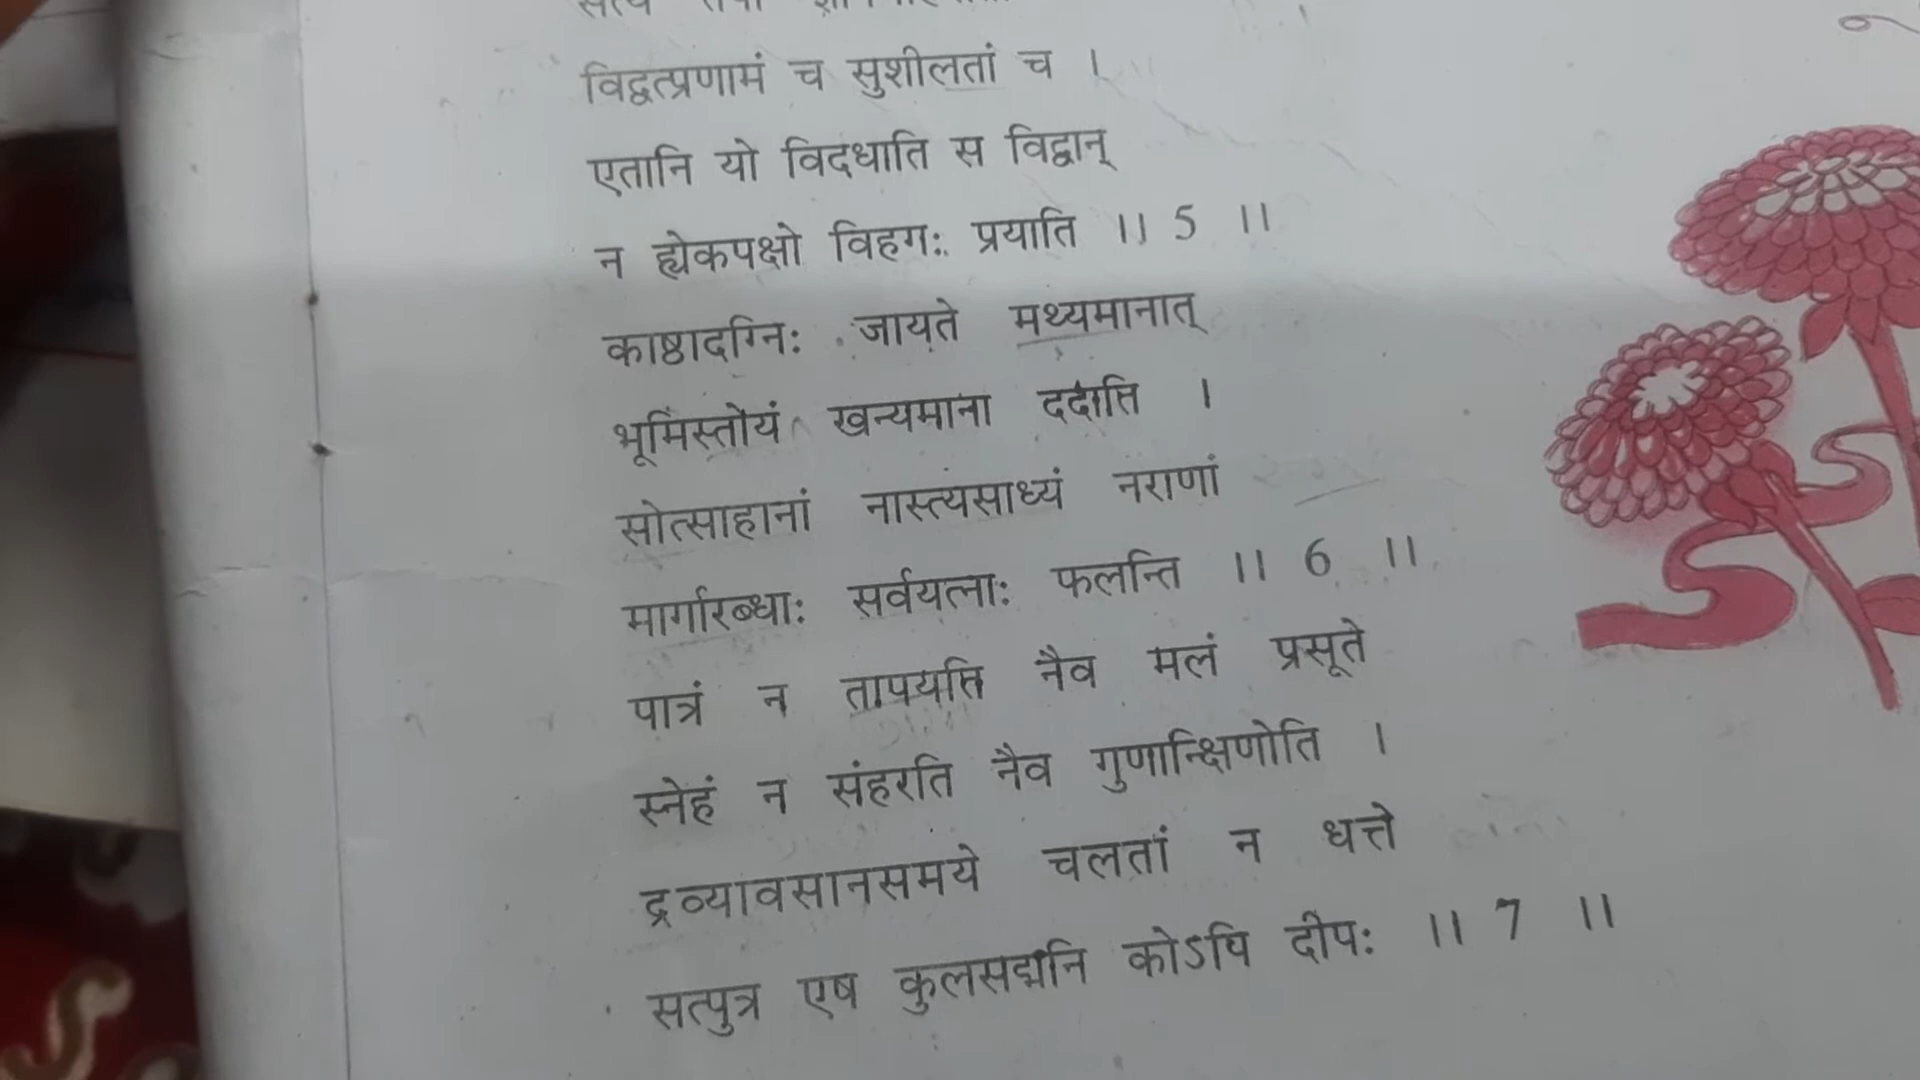 विद्वत्प्रणामं च सुशीलतां च ।
एतानि यो विदधाति स विद्वान्
न ह्येकपक्षो विहगः प्रयाति ।। 5 ।।
काष्ठादग्निः जायते मथ्यमानात्
भूमिस्तोयं खन्यमाना ददाति ।
सोत्साहानां नास्त्यसाध्यं नराणां
मार्गारब्धाः सर्वयत्नाः फलन्ति ।। 6 ।।
पात्रं न तापयति नैव मलं प्रसूते
स्नेहं न संहरति नैव गुणान्क्षिणोति ।
द्रव्यावसानसमये चलतां न धत्ते
सत्पुत्र एष कुलसद्मनि कोऽपि दीपः ।। 7 ।।